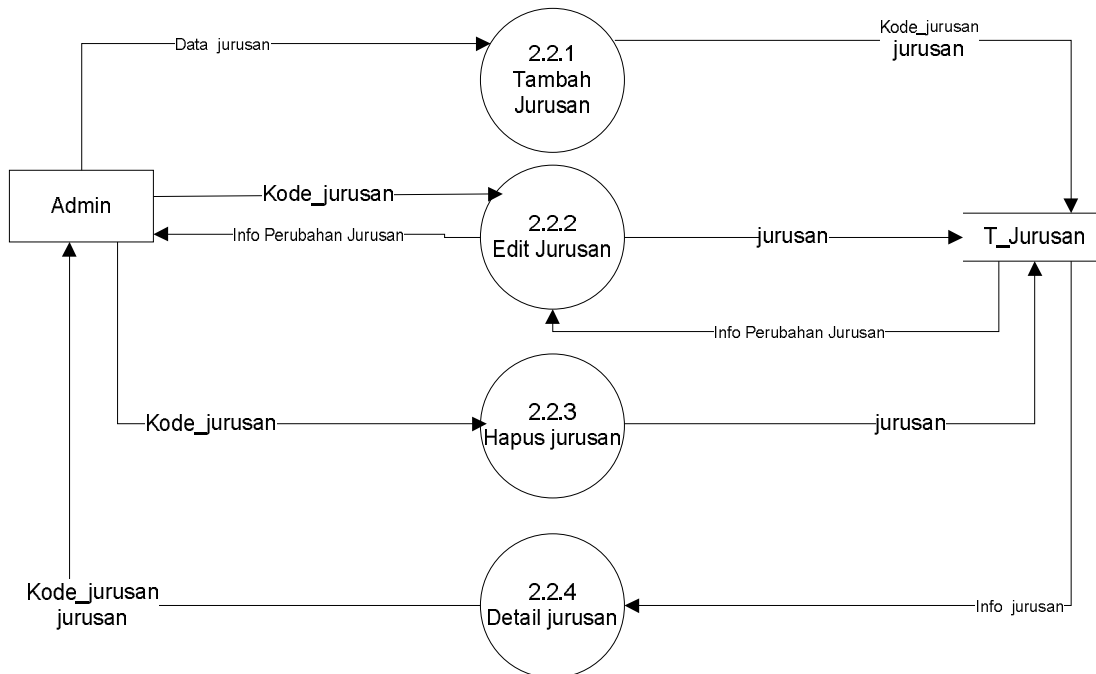 Data jurusan
2.2.1
Tambah
Jurusan
Kode_jurusan
jurusan
Admin
Kode_jurusan
Info Perubahan Jurusan
2.2.2
Edit Jurusan
jurusan
T_Jurusan
Info Perubahan Jurusan
Kode_jurusan
2.2.3
Hapus jurusan
jurusan
Kode_jurusan
jurusan
2.2.4
Detail jurusan
Info jurusan